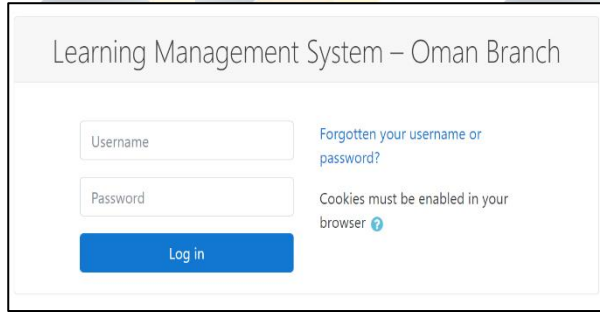 Learning Management System – Oman Branch
Username
Password
Log in
Forgotten your username or
password?
Cookies must be enabled in your
browser ?